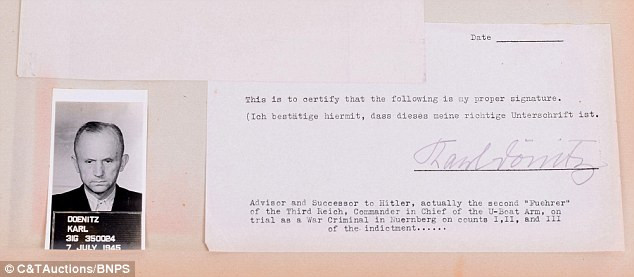 Date
This is to certify that the following is my proper signature.
(Ich bestätige hiermit, dass dieses meine richtige Unterschrift ist.
Karl Dönitz
Advisor and Successor to Hitler, actually the second "Fuehrer"
of the Third Reich, Commander in Chief of the U-Boat Arm, on
trial as a War Criminal in Nuernberg on counts I,II, and III
of the indictment......
DOENITZ
KARL
31G 350024
7 JULY 1945
© C&TAuctions/BNPS